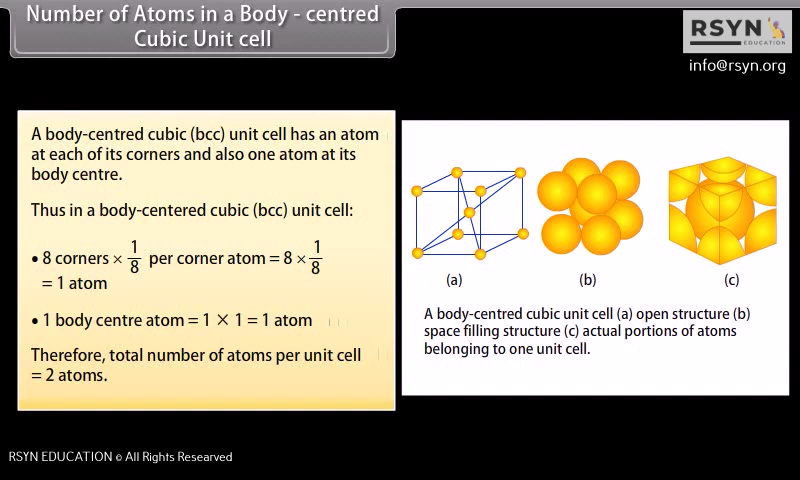 Number of Atoms in a Body - centred
Cubic Unit cell
RSYN
EDUCATION
info@rsyn.org
A body-centred cubic (bcc) unit cell has an atom
at each of its corners and also one atom at its
body centre.
Thus in a body-centered cubic (bcc) unit cell:
• 8 corners × 1/8 per corner atom = 8 × 1/8
= 1 atom
• 1 body centre atom = 1 × 1 = 1 atom
Therefore, total number of atoms per unit cell
= 2 atoms.
(a) (b) (c)
A body-centred cubic unit cell (a) open structure (b)
space filling structure (c) actual portions of atoms
belonging to one unit cell.
RSYN EDUCATION © All Rights Researved